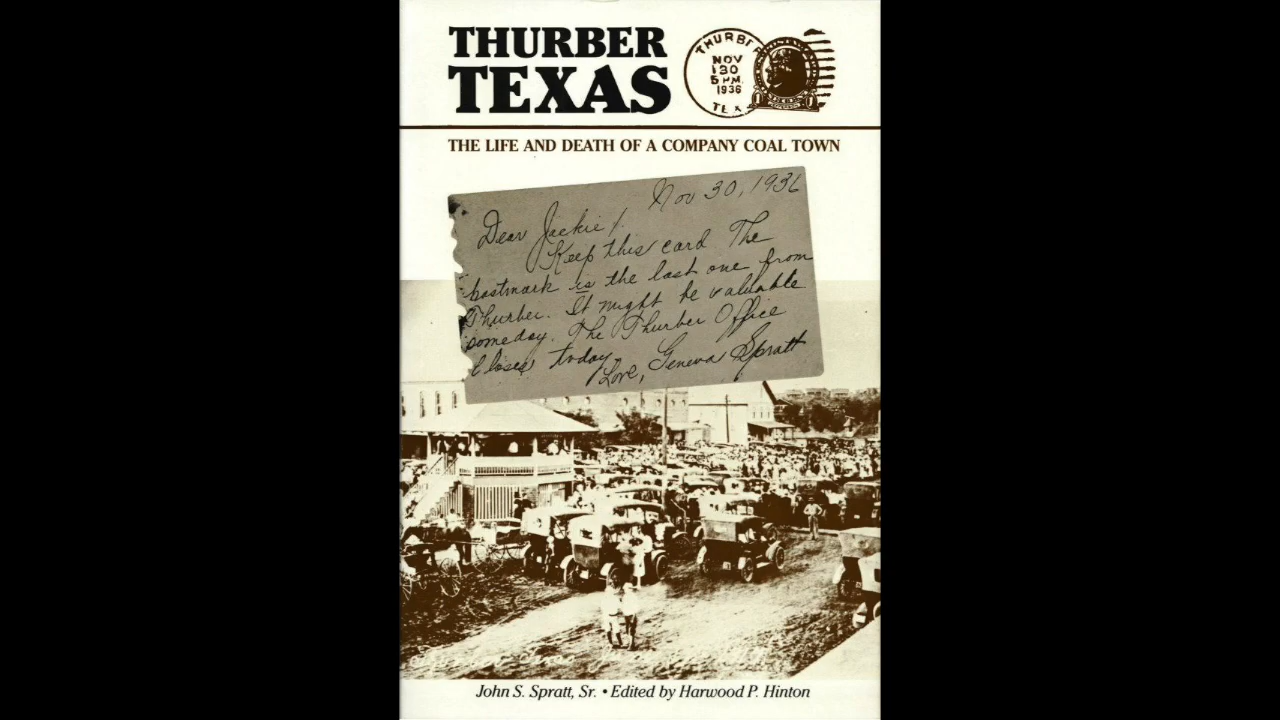 THURBER
TEXAS
THURBE
NOV
30
5 PM
1936
TEX
THE LIFE AND DEATH OF A COMPANY COAL TOWN
Nov 30, 1936
Dear Jackie!
Keep this card. The
postmark is the last one from
Thurber. It might be valuable
someday. The Thurber Office
closes today.
Love, Geneva Spratt
John S. Spratt, Sr. • Edited by Harwood P. Hinton